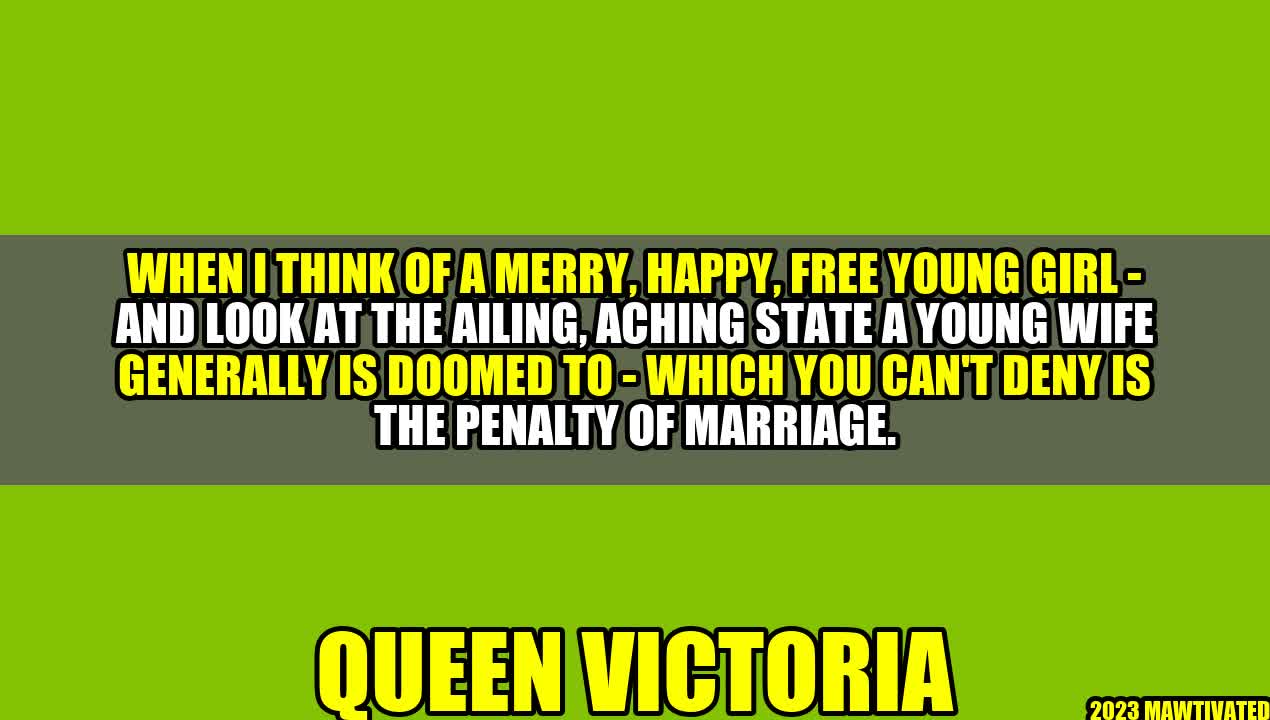 WHEN I THINK OF A MERRY, HAPPY, FREE YOUNG GIRL -
AND LOOK AT THE AILING, ACHING STATE A YOUNG WIFE
GENERALLY IS DOOMED TO - WHICH YOU CAN'T DENY IS
THE PENALTY OF MARRIAGE.
QUEEN VICTORIA
2023 MAWTIVATED